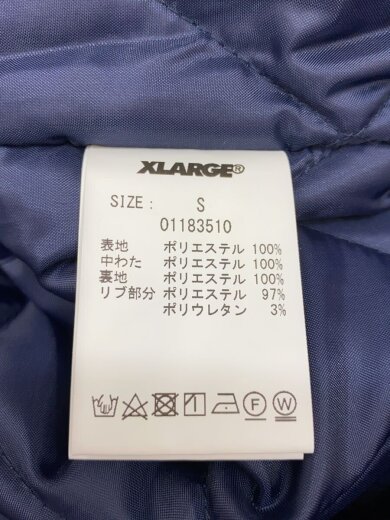 XLARGE®
SIZE: S
01183510
表地 ポリエステル 100%
中わた ポリエステル 100%
裏地 ポリエステル 100%
リブ部分 ポリエステル 97%
ポリウレタン 3%
F W